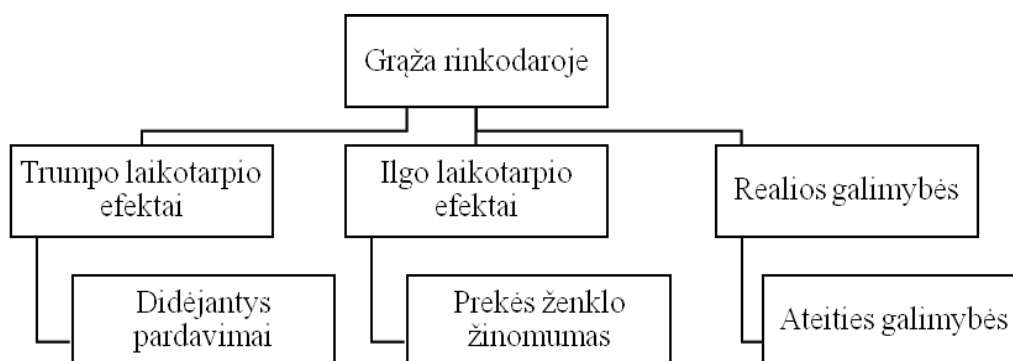 Grąža rinkodaroje
Trumpo laikotarpio
efektai
Ilgo laikotarpio
efektai
Realios galimybės
Didėjantys
pardavimai
Prekės ženklo
žinomumas
Ateities galimybės